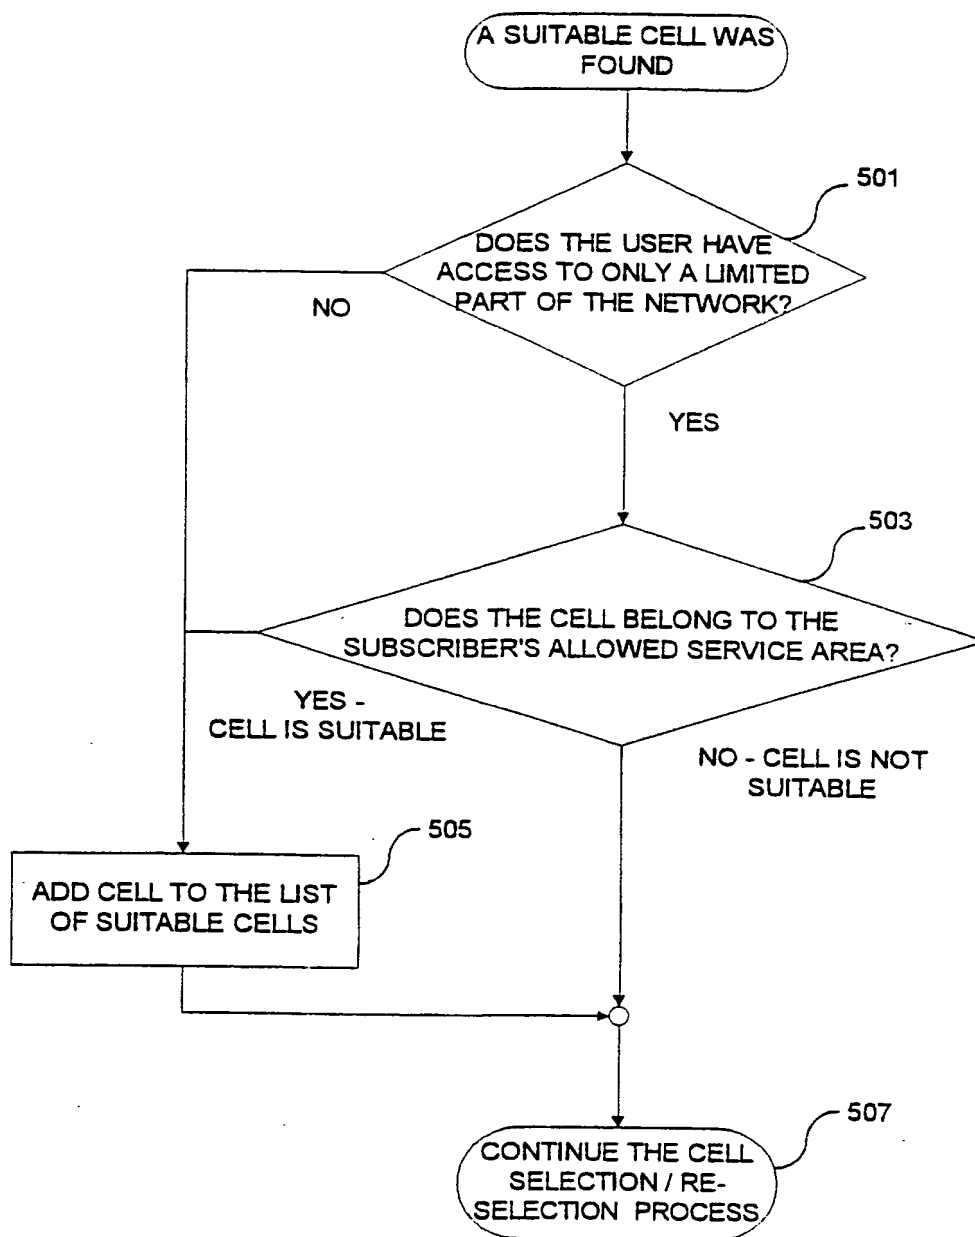 A SUITABLE CELL WAS
FOUND
501
DOES THE USER HAVE
ACCESS TO ONLY A LIMITED
PART OF THE NETWORK?
NO
YES
503
DOES THE CELL BELONG TO THE
SUBSCRIBER'S ALLOWED SERVICE AREA?
YES -
CELL IS SUITABLE
NO - CELL IS NOT
SUITABLE
505
ADD CELL TO THE LIST
OF SUITABLE CELLS
507
CONTINUE THE CELL
SELECTION / RE-
SELECTION PROCESS